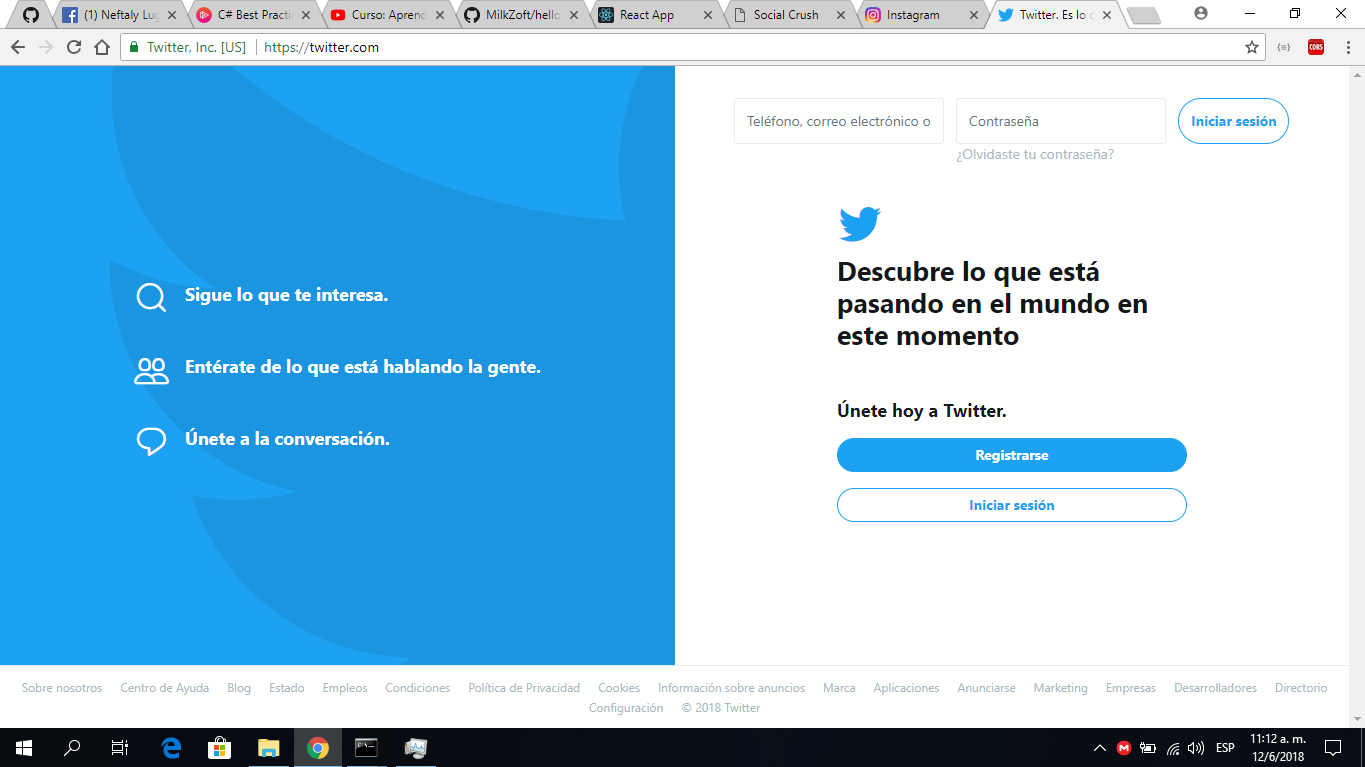 (1) Neftaly Lug
C# Best Practi
Curso: Aprend
MilkZoft/hello
React App
Social Crush
Instagram
Twitter. Es lo
Twitter, Inc. [US] https://twitter.com
CORS
Teléfono, correo electrónico o
Contraseña
Iniciar sesión
¿Olvidaste tu contraseña?
Sigue lo que te interesa.
Entérate de lo que está hablando la gente.
Únete a la conversación.
Descubre lo que está
pasando en el mundo en
este momento
Únete hoy a Twitter.
Registrarse
Iniciar sesión
Sobre nosotros Centro de Ayuda Blog Estado Empleos Condiciones Política de Privacidad Cookies Información sobre anuncios Marca Aplicaciones Anunciarse Marketing Empresas Desarrolladores Directorio
Configuración © 2018 Twitter
ESP
11:12 a. m.
12/6/2018